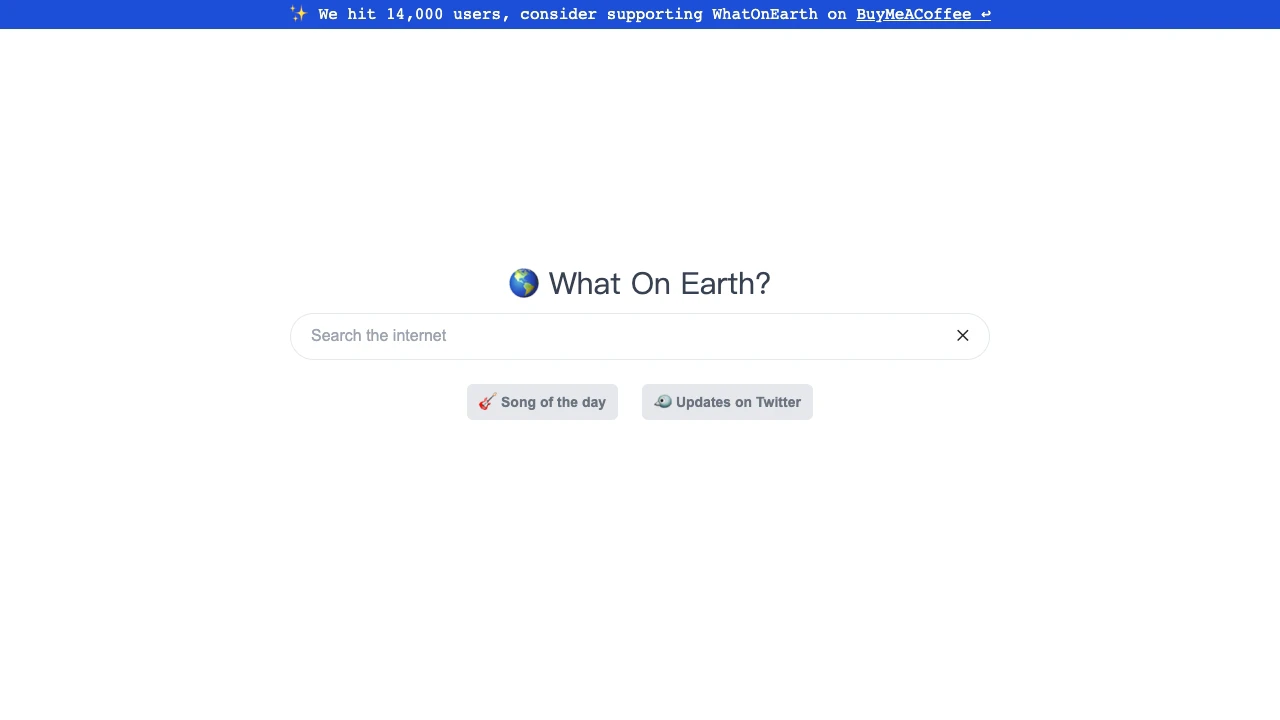 ✨ We hit 14,000 users, consider supporting WhatOnEarth on BuyMeACoffee ↩
🌎 What On Earth?
Search the internet
🎸 Song of the day
🐦 Updates on Twitter